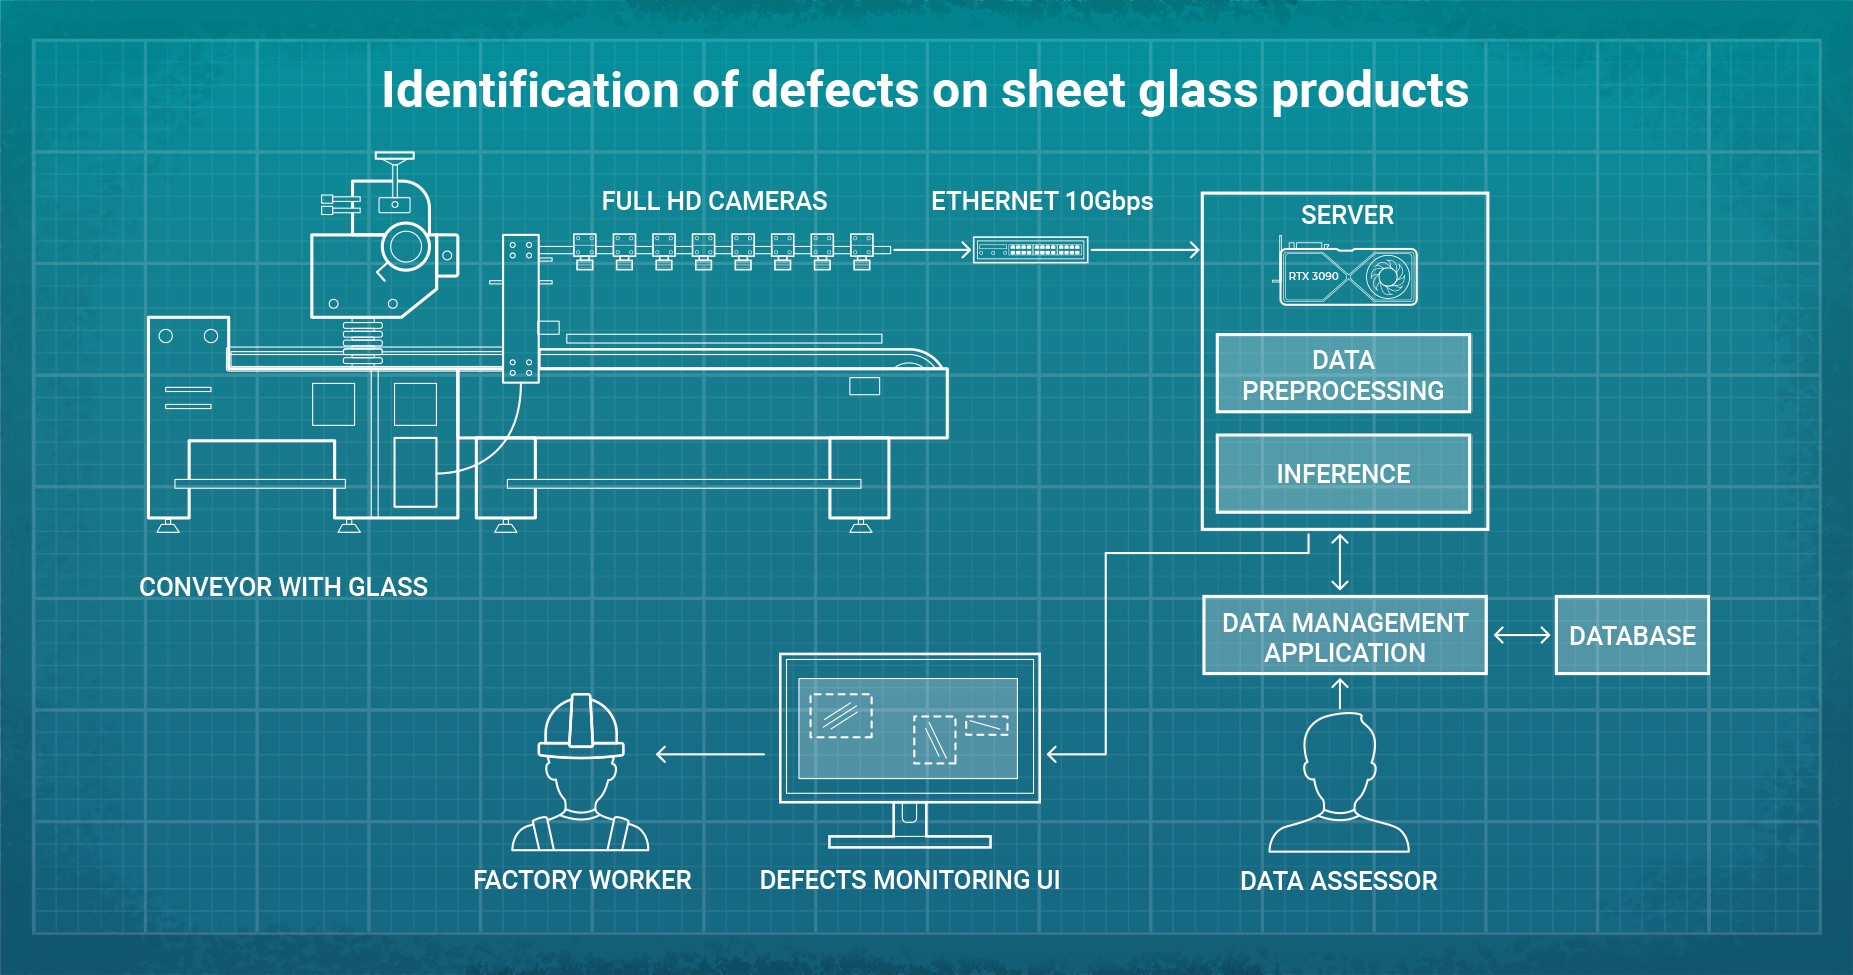 Identification of defects on sheet glass products
FULL HD CAMERAS
ETHERNET 10Gbps
SERVER
RTX 3090
DATA
PREPROCESSING
INFERENCE
CONVEYOR WITH GLASS
DATA MANAGEMENT
APPLICATION
DATABASE
FACTORY WORKER
DEFECTS MONITORING UI
DATA ASSESSOR